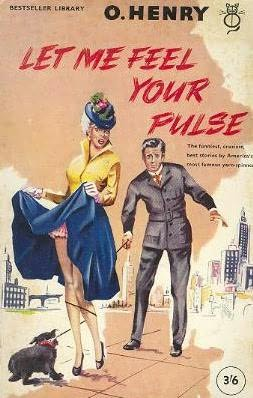 BESTSELLER LIBRARY
O. HENRY
LET ME FEEL
YOUR
PULSE
The funniest,
best stories by America's
most famous yarn-spinner
3/6